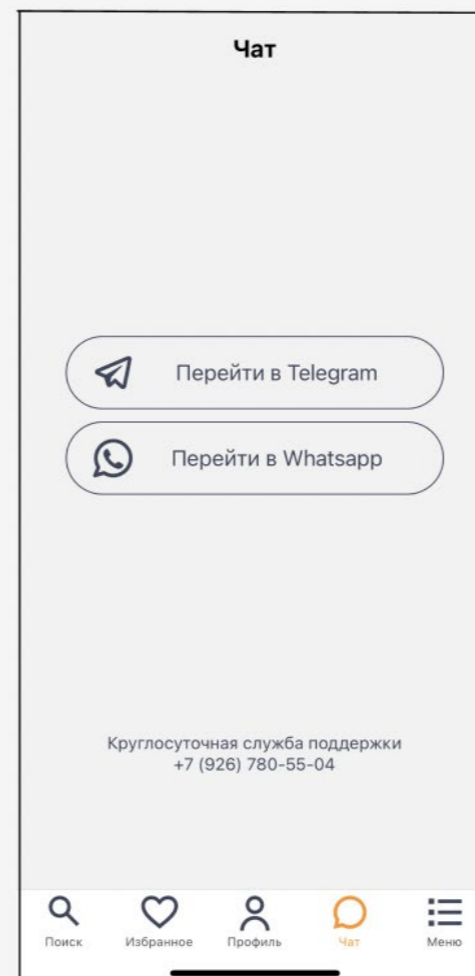 Чат
Перейти в Telegram
Перейти в Whatsapp
Круглосуточная служба поддержки
+7 (926) 780-55-04
Поиск
Избранное
Профиль
Чат
Меню